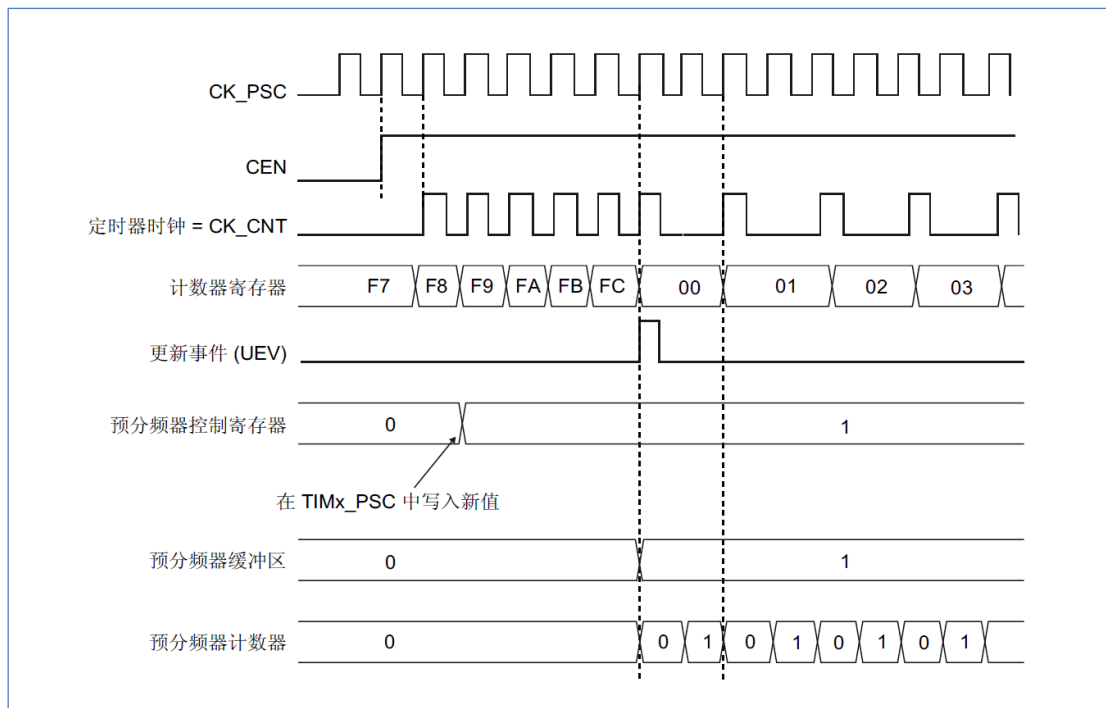 CK_PSC
CEN
定时器时钟 = CK_CNT
计数器寄存器 F7 F8 F9 FA FB FC 00 01 02 03
更新事件 (UEV)
预分频器控制寄存器 0 1
在 TIMx_PSC 中写入新值
预分频器缓冲区 0 1
预分频器计数器 0 0 1 0 1 0 1 0 1